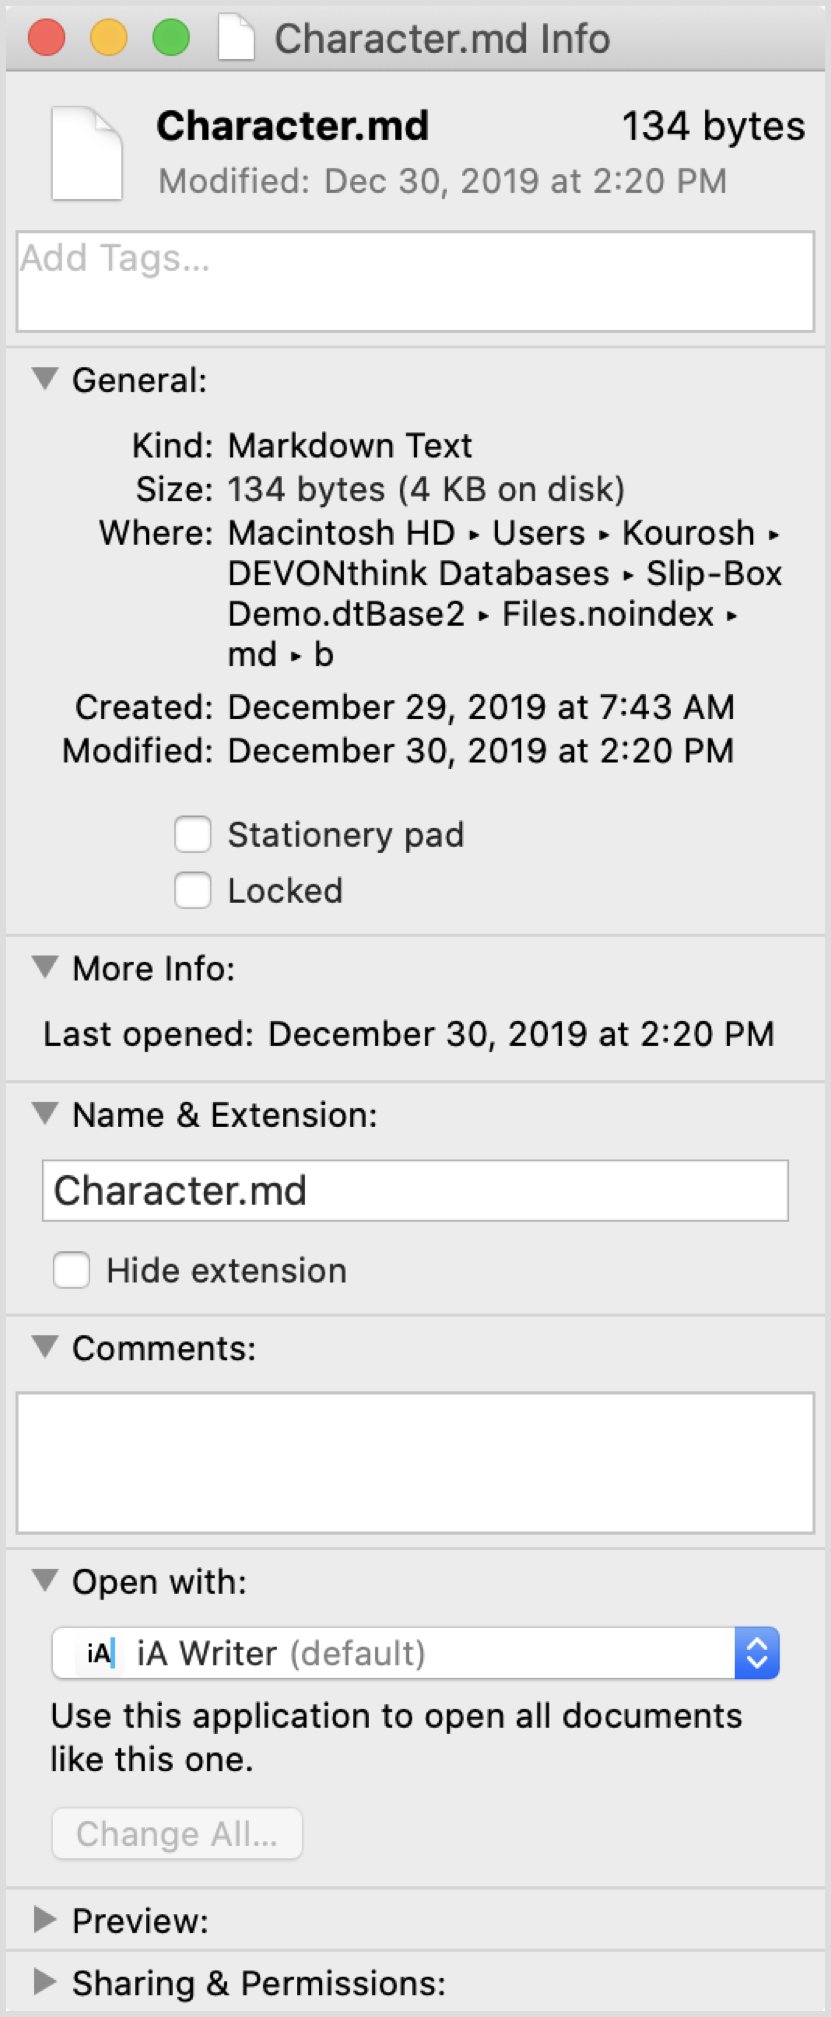 Character.md Info
Character.md 134 bytes
Modified: Dec 30, 2019 at 2:20 PM
Add Tags...
General:
Kind: Markdown Text
Size: 134 bytes (4 KB on disk)
Where: Macintosh HD ▸ Users ▸ Kourosh ▸
DEVONthink Databases ▸ Slip-Box
Demo.dtBase2 ▸ Files.noindex ▸
md ▸ b
Created: December 29, 2019 at 7:43 AM
Modified: December 30, 2019 at 2:20 PM
Stationery pad
Locked
More Info:
Last opened: December 30, 2019 at 2:20 PM
Name & Extension:
Character.md
Hide extension
Comments:
Open with:
iA iA Writer (default)
Use this application to open all documents
like this one.
Change All...
Preview:
Sharing & Permissions: